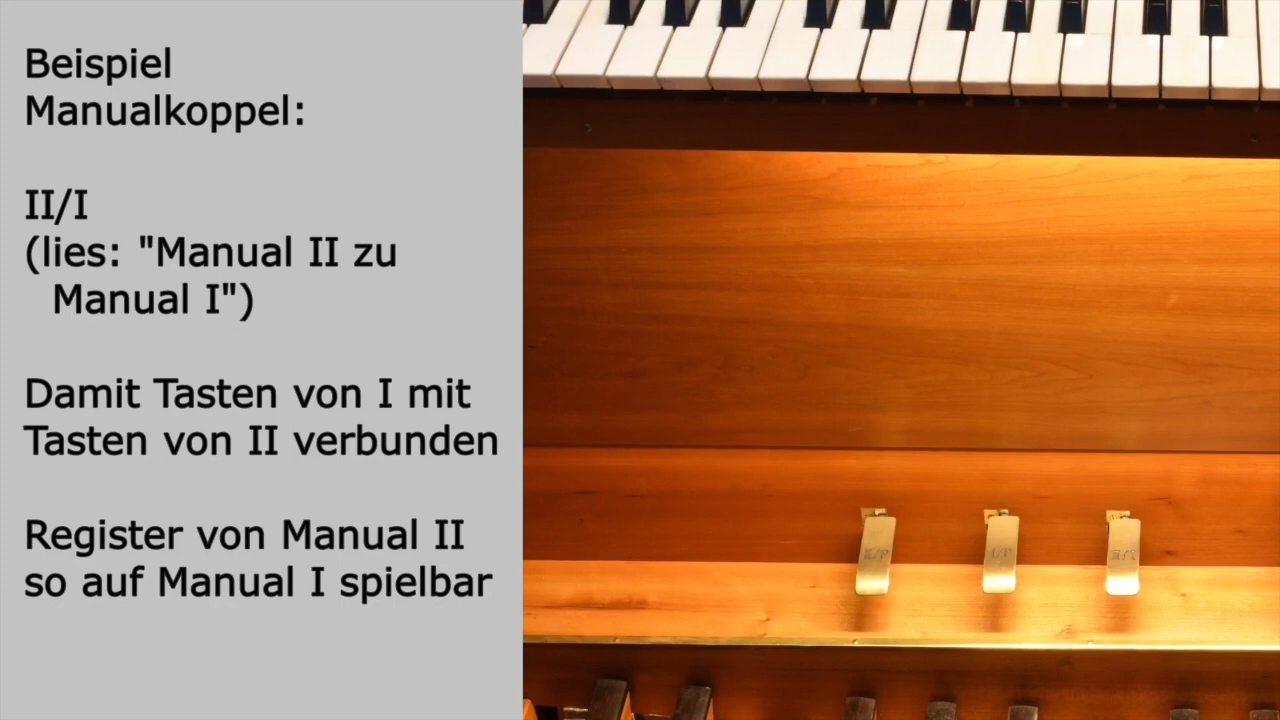 Beispiel
Manualkoppel:
II/I
(lies: "Manual II zu
Manual I")
Damit Tasten von I mit
Tasten von II verbunden
Register von Manual II
so auf Manual I spielbar